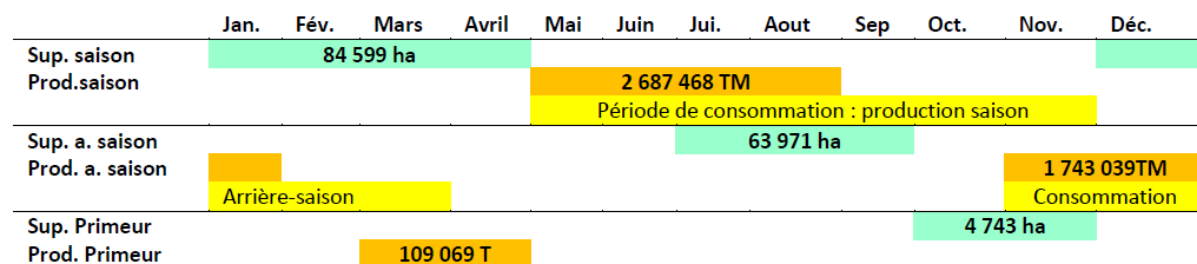 Jan. Fév. Mars Avril Mai Juin Jui. Aout Sep Oct. Nov. Déc.
Sup. saison 84 599 ha
Prod.saison 2 687 468 TM
Période de consommation : production saison
Sup. a. saison 63 971 ha
Prod. a. saison 1 743 039TM
Arrière-saison Consommation
Sup. Primeur 4 743 ha
Prod. Primeur 109 069 T